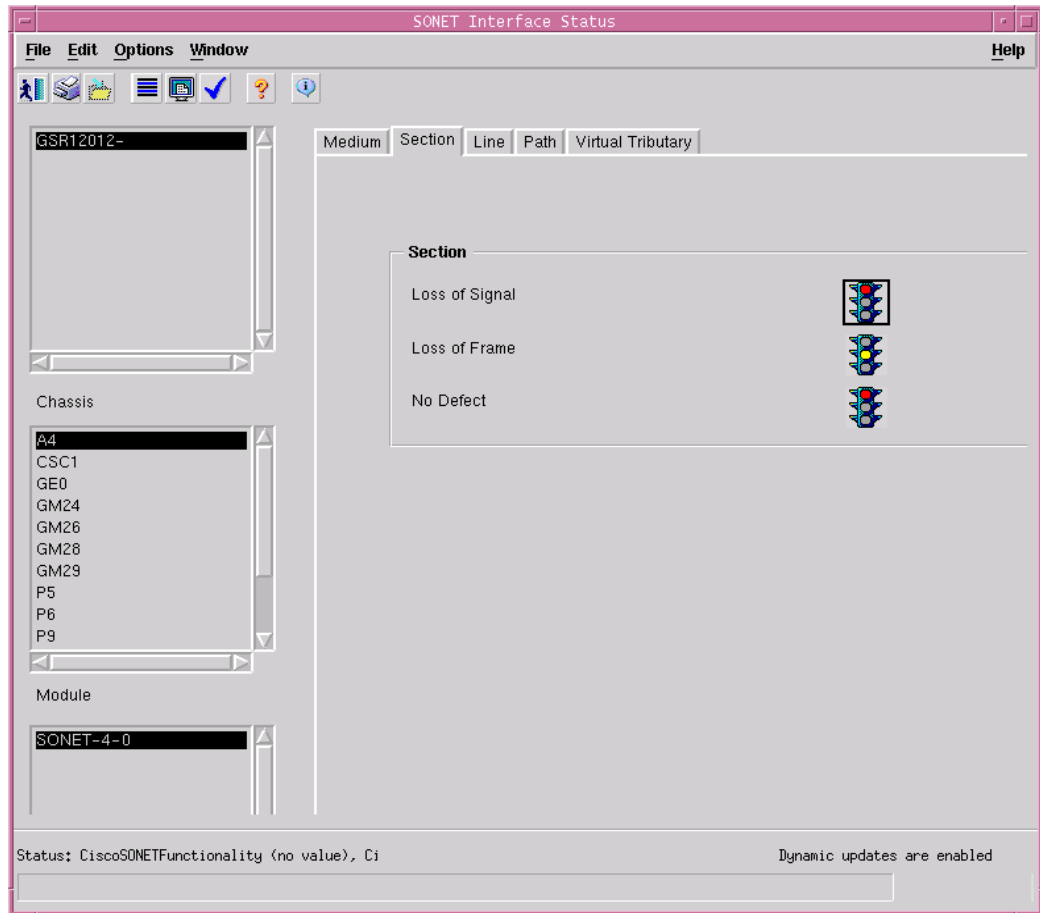 SONET Interface Status
File Edit Options Window Help
GSR12012-
Medium Section Line Path Virtual Tributary
Section
Loss of Signal
Loss of Frame
No Defect
Chassis
A4
CSC1
GE0
GM24
GM26
GM28
GM29
P5
P6
P9
Module
SONET-4-0
Status: CiscoSONETFunctionality (no value), Ci
Dynamic updates are enabled